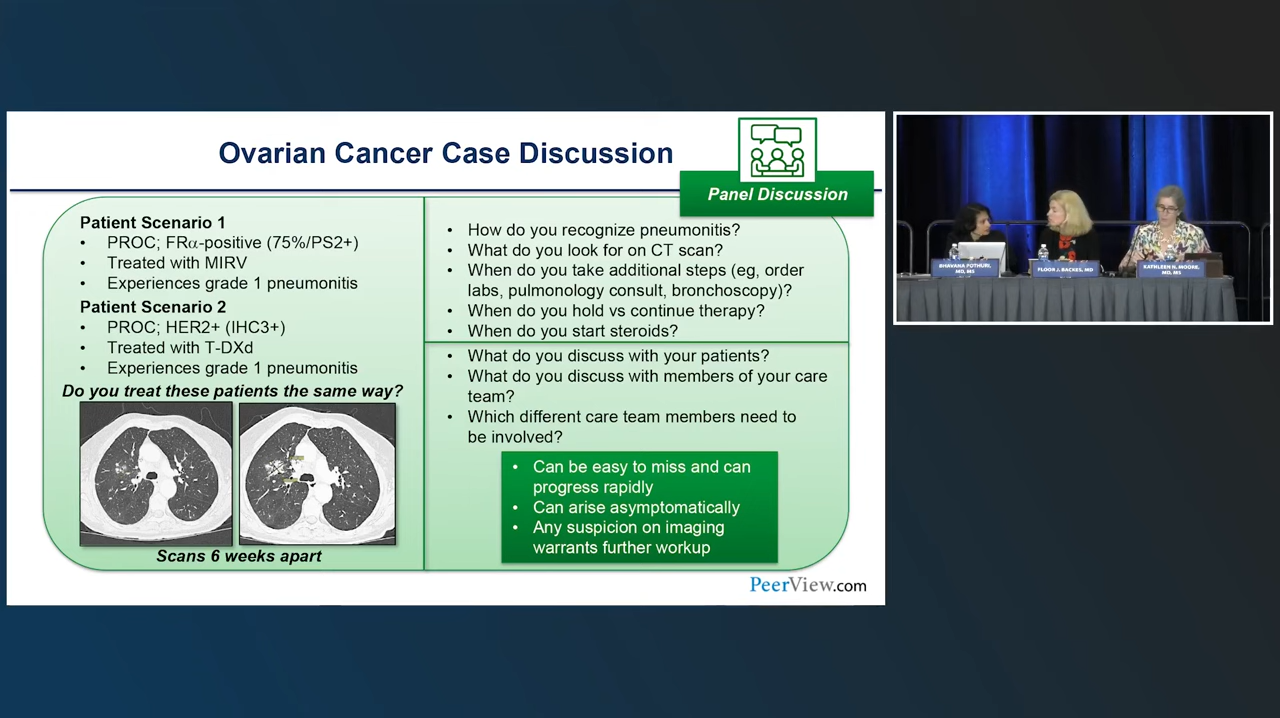 Ovarian Cancer Case Discussion
Panel Discussion
Patient Scenario 1
• PROC; FRα-positive (75%/PS2+)
• Treated with MIRV
• Experiences grade 1 pneumonitis
Patient Scenario 2
• PROC; HER2+ (IHC3+)
• Treated with T-DXd
• Experiences grade 1 pneumonitis
Do you treat these patients the same way?
Scans 6 weeks apart
• How do you recognize pneumonitis?
• What do you look for on CT scan?
• When do you take additional steps (eg, order
labs, pulmonology consult, bronchoscopy)?
• When do you hold vs continue therapy?
• When do you start steroids?
• What do you discuss with your patients?
• What do you discuss with members of your care
team?
• Which different care team members need to
be involved?
• Can be easy to miss and can
progress rapidly
• Can arise asymptomatically
• Any suspicion on imaging
warrants further workup
PeerView.com
BHAVANA POTHURI,
MD, MS
FLOOR J. BACKES, MD
KATHLEEN N. MOORE,
MD, MS